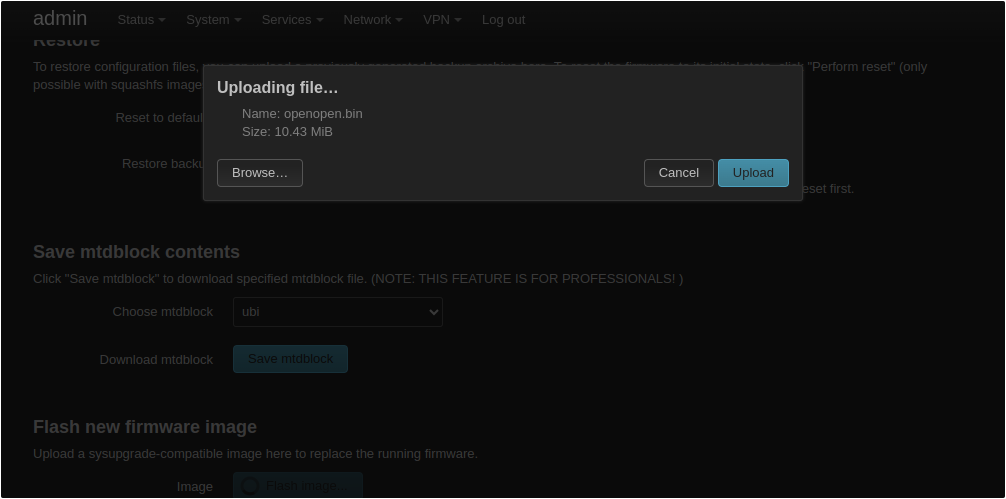 admin Status System Services Network VPN Log out
Restore
To restore configuration files, you can upload a previously generated backup archive here. To reset the firmware to its initial state, click "Perform reset" (only
possible with squashfs image
Uploading file…
Name: openopen.bin
Reset to defau
Size: 10.43 MiB
Restore backu
Browse… Cancel Upload
eset first.
Save mtdblock contents
Click "Save mtdblock" to download specified mtdblock file. (NOTE: THIS FEATURE IS FOR PROFESSIONALS! )
Choose mtdblock ubi
Download mtdblock Save mtdblock
Flash new firmware image
Upload a sysupgrade-compatible image here to replace the running firmware.
Image Flash image...